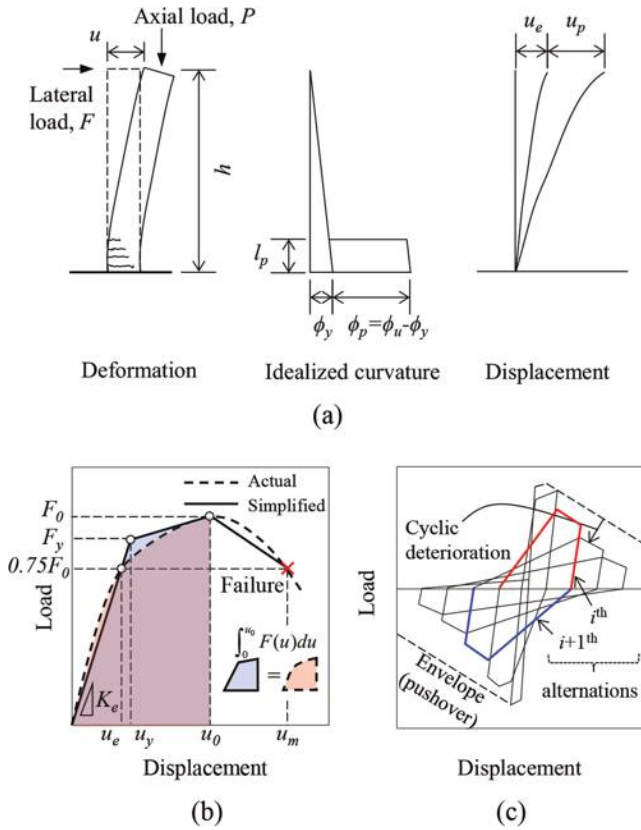 Axial load, P
u
u_e u_p
Lateral
load, F
h
l_p
ϕ_y ϕ_p=ϕ_u-ϕ_y
Deformation Idealized curvature Displacement
(a)
Actual
Simplified
F_0
F_y
0.75F_0
Failure
Load
∫_0^{u_0} F(u)du
=
K_e
u_e u_y u_0 u_m
Displacement
(b)
Cyclic
deterioration
Load
i^th
i+1^th
alternations
Envelope
(pushover)
Displacement
(c)